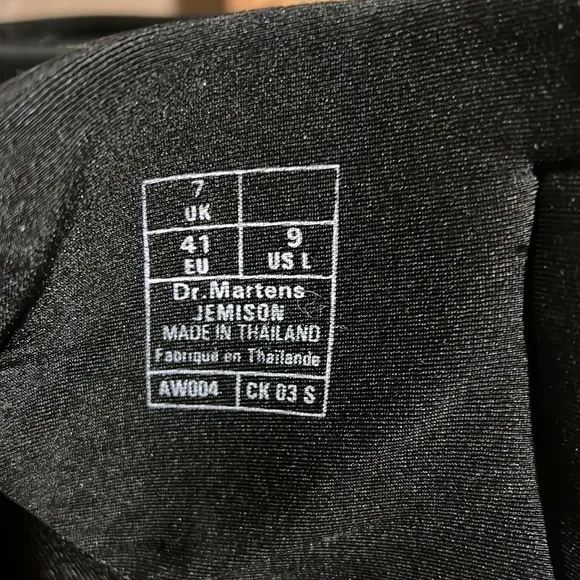 7
UK
41 9
EU US L
Dr.Martens
JEMISON
MADE IN THAILAND
Fabriqué en Thaïlande
AW004 CK 03 S